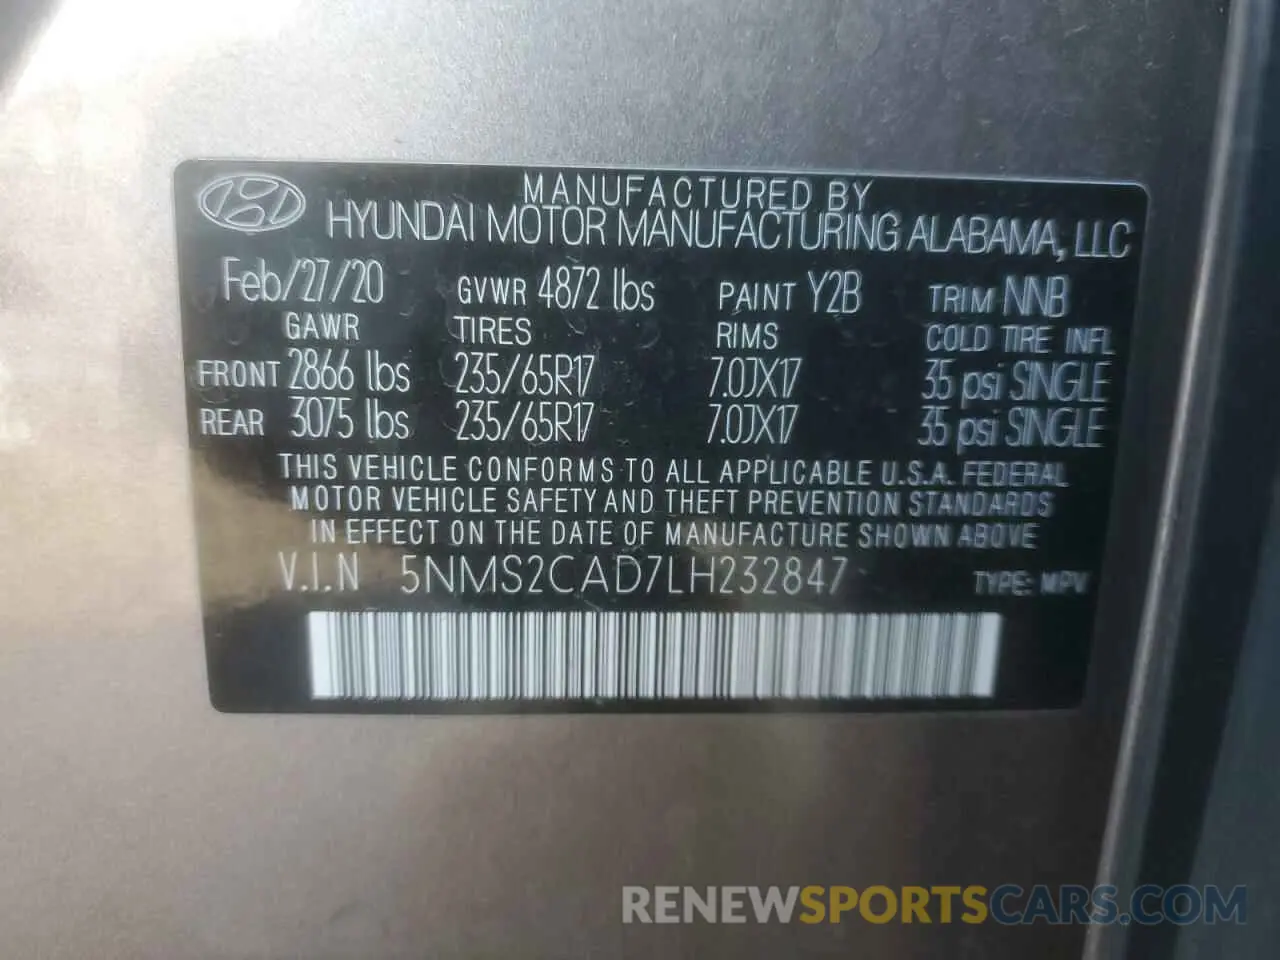 MANUFACTURED BY
HYUNDAI MOTOR MANUFACTURING ALABAMA, LLC
Feb/27/20 GVWR 4872 lbs PAINT Y2B TRIM NNB
GAWR TIRES RIMS COLD TIRE INFL
FRONT 2866 lbs 235/65R17 7.0JX17 35 psi SINGLE
REAR 3075 lbs 235/65R17 7.0JX17 35 psi SINGLE
THIS VEHICLE CONFORMS TO ALL APPLICABLE U.S.A. FEDERAL
MOTOR VEHICLE SAFETY AND THEFT PREVENTION STANDARDS
IN EFFECT ON THE DATE OF MANUFACTURE SHOWN ABOVE
V.I.N 5NMS2CAD7LH232847 TYPE: MPV
RENEWSPORTSCARS.COM